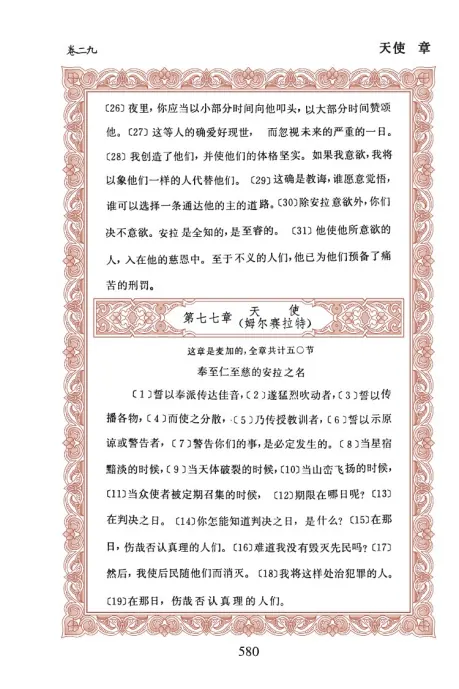 卷二九
天使 章
〔26〕夜里，你应当以小部分时间向他叩头，以大部分时间赞颂
他。〔27〕这等人的确爱好现世， 而忽视未来的严重的一日。
〔28〕我创造了他们，并使他们的体格坚实。如果我意欲，我将
以象他们一样的人代替他们。〔29〕这确是教诲，谁愿意觉悟，
谁可以选择一条通达他的主的道路。〔30〕除安拉意欲外，你们
决不意欲。安拉是全知的，是至睿的。〔31〕他使他所意欲的
人，入在他的慈恩中。至于不义的人们，他已为他们预备了痛
苦的刑罚。
第七七章 天 使
（姆尔赛拉特）
这章是麦加的，全章共计五〇节
奉至仁至慈的安拉之名
〔1〕誓以奉派传达佳音，〔2〕遂猛烈吹动者，〔3〕誓以传
播各物，〔4〕而使之分散，〔5〕乃传授教训者，〔6〕誓以示原
谅或警告者，〔7〕警告你们的事，是必定发生的。〔8〕当星宿
黯淡的时候，〔9〕当天体破裂的时候，〔10〕当山峦飞扬的时候，
〔11〕当众使者被定期召集的时候，〔12〕期限在哪日呢？〔13〕
在判决之日。〔14〕你怎能知道判决之日，是什么？〔15〕在那
日，伤哉否认真理的人们。〔16〕难道我没有毁灭先民吗？〔17〕
然后，我使后民随他们而消灭。〔18〕我将这样处治犯罪的人。
〔19〕在那日，伤哉否认真理的人们。
580